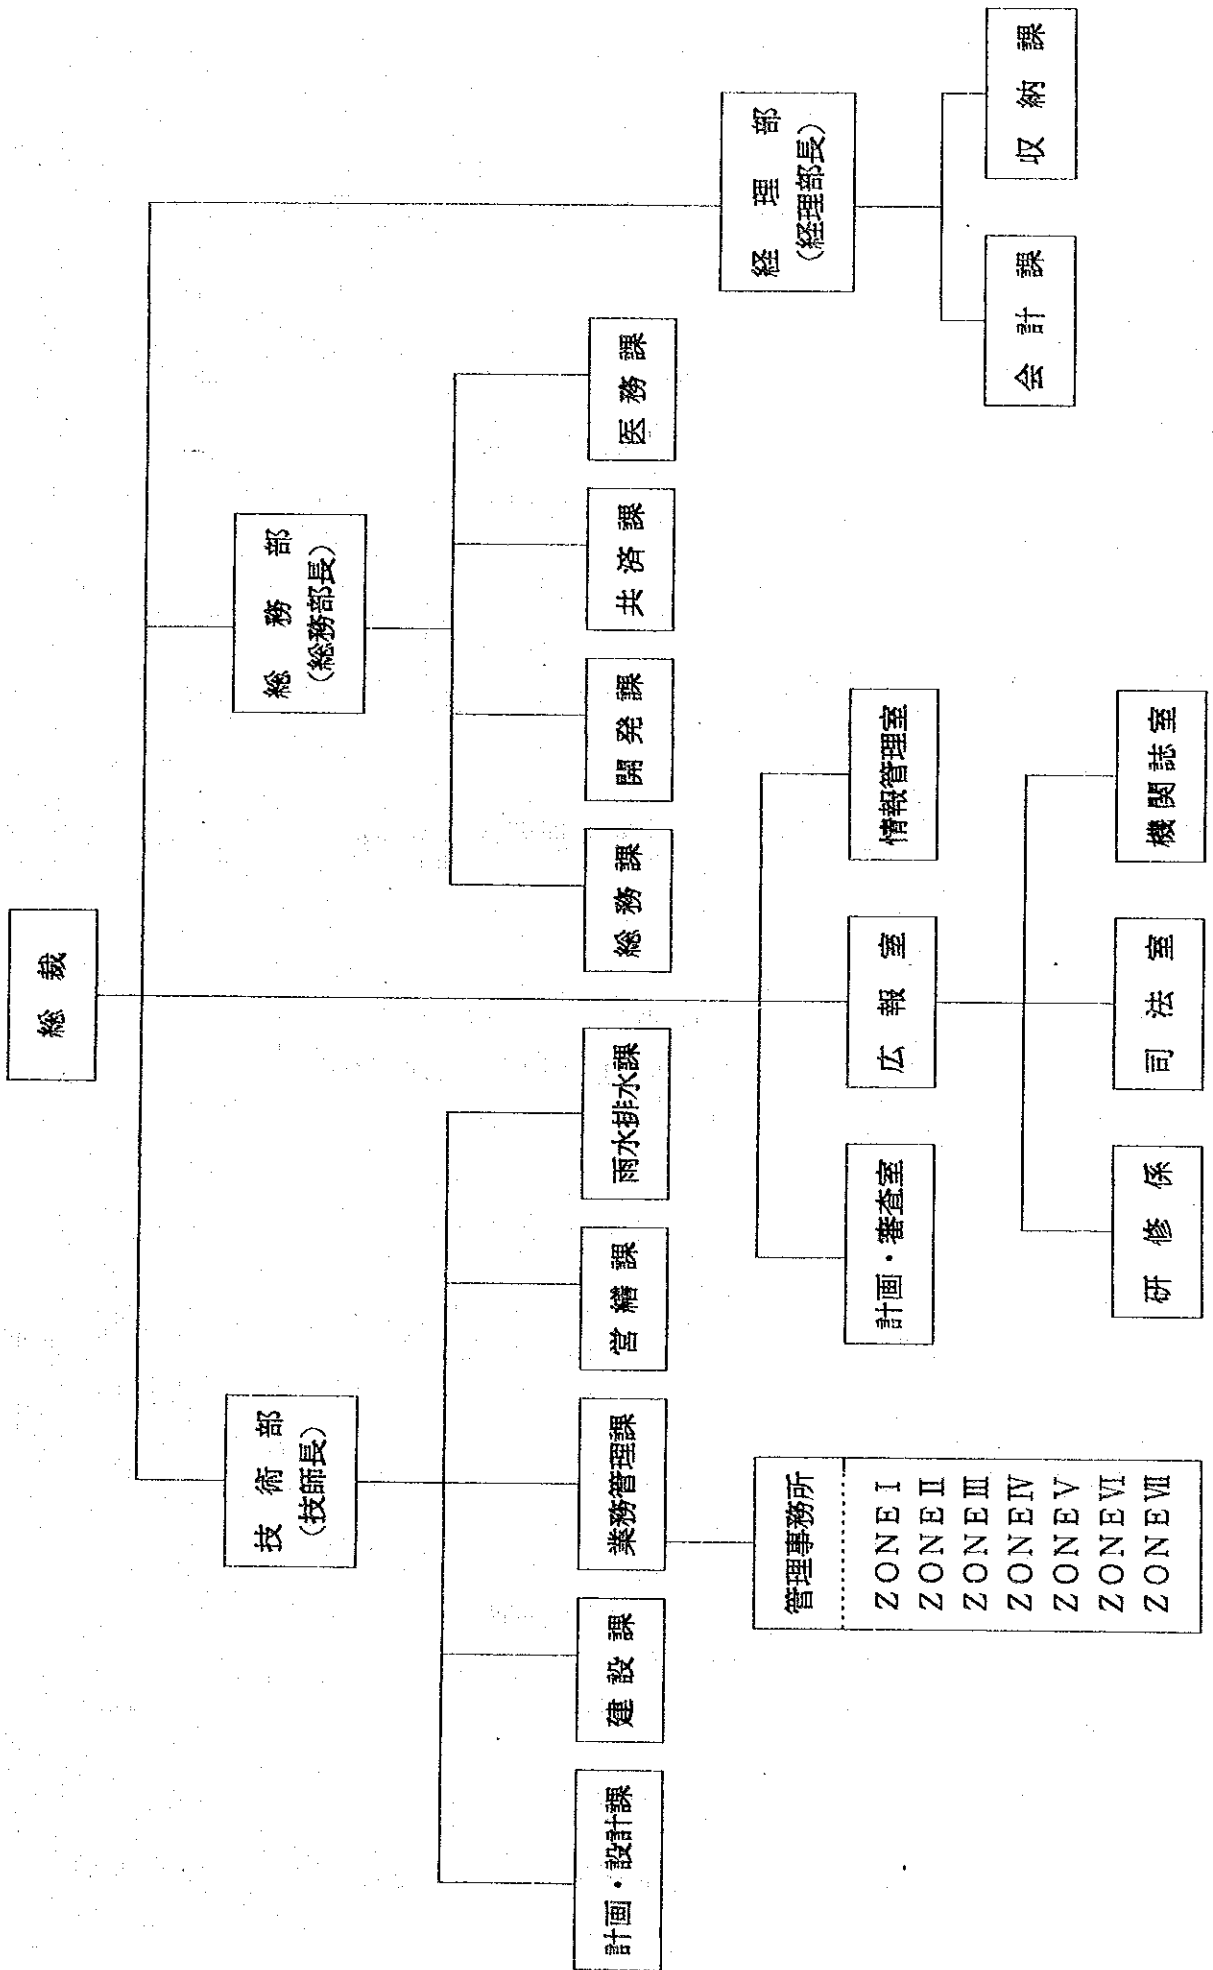 総裁
技術部
(技師長)
総務部
(総務部長)
経理部
(経理部長)
計画・設計課
建設課
業務管理課
営繕課
雨水排水課
総務課
開発課
共済課
医務課
会計課
収納課
管理事務所
ZONE Ⅰ
ZONE Ⅱ
ZONE Ⅲ
ZONE Ⅳ
ZONE Ⅴ
ZONE Ⅵ
ZONE Ⅶ
計画・審査室
広報室
情報管理室
研修係
司法室
機関誌室